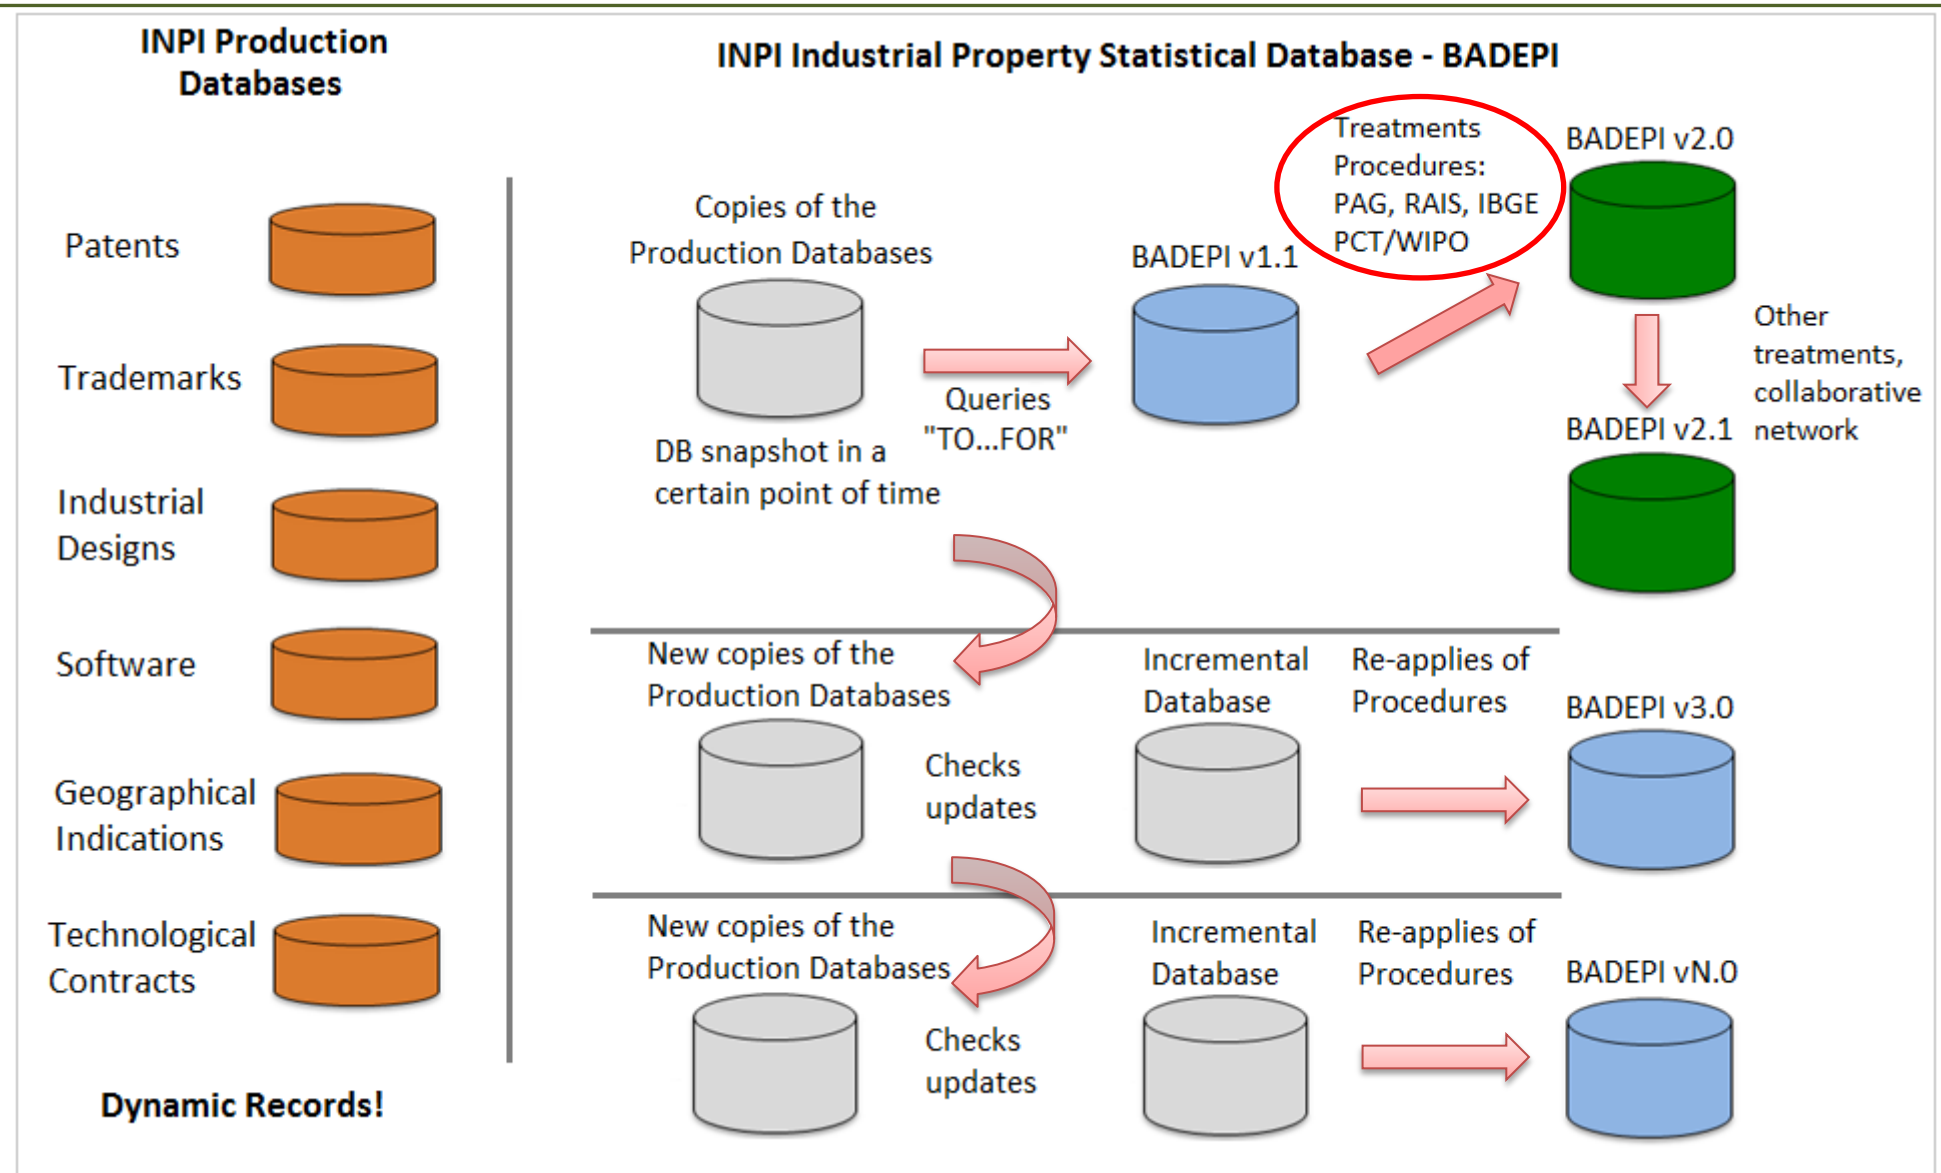 INPI Production
Databases
Patents
Trademarks
Industrial
Designs
Software
Geographical
Indications
Technological
Contracts
Dynamic Records!
INPI Industrial Property Statistical Database - BADEPI
Copies of the
Production Databases
DB snapshot in a
certain point of time
Queries
"TO...FOR"
BADEPI v1.1
Treatments
Procedures:
PAG, RAIS, IBGE
PCT/WIPO
BADEPI v2.0
Other
treatments,
collaborative
network
BADEPI v2.1
New copies of the
Production Databases
Checks
updates
Incremental
Database
Re-applies of
Procedures
BADEPI v3.0
New copies of the
Production Databases
Checks
updates
Incremental
Database
Re-applies of
Procedures
BADEPI vN.0